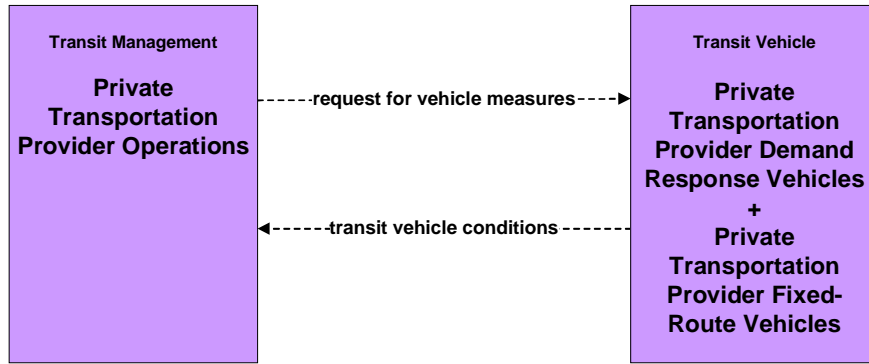 Transit Management
Private
Transportation
Provider Operations
request for vehicle measures
transit vehicle conditions
Transit Vehicle
Private
Transportation
Provider Demand
Response Vehicles
+
Private
Transportation
Provider Fixed-
Route Vehicles